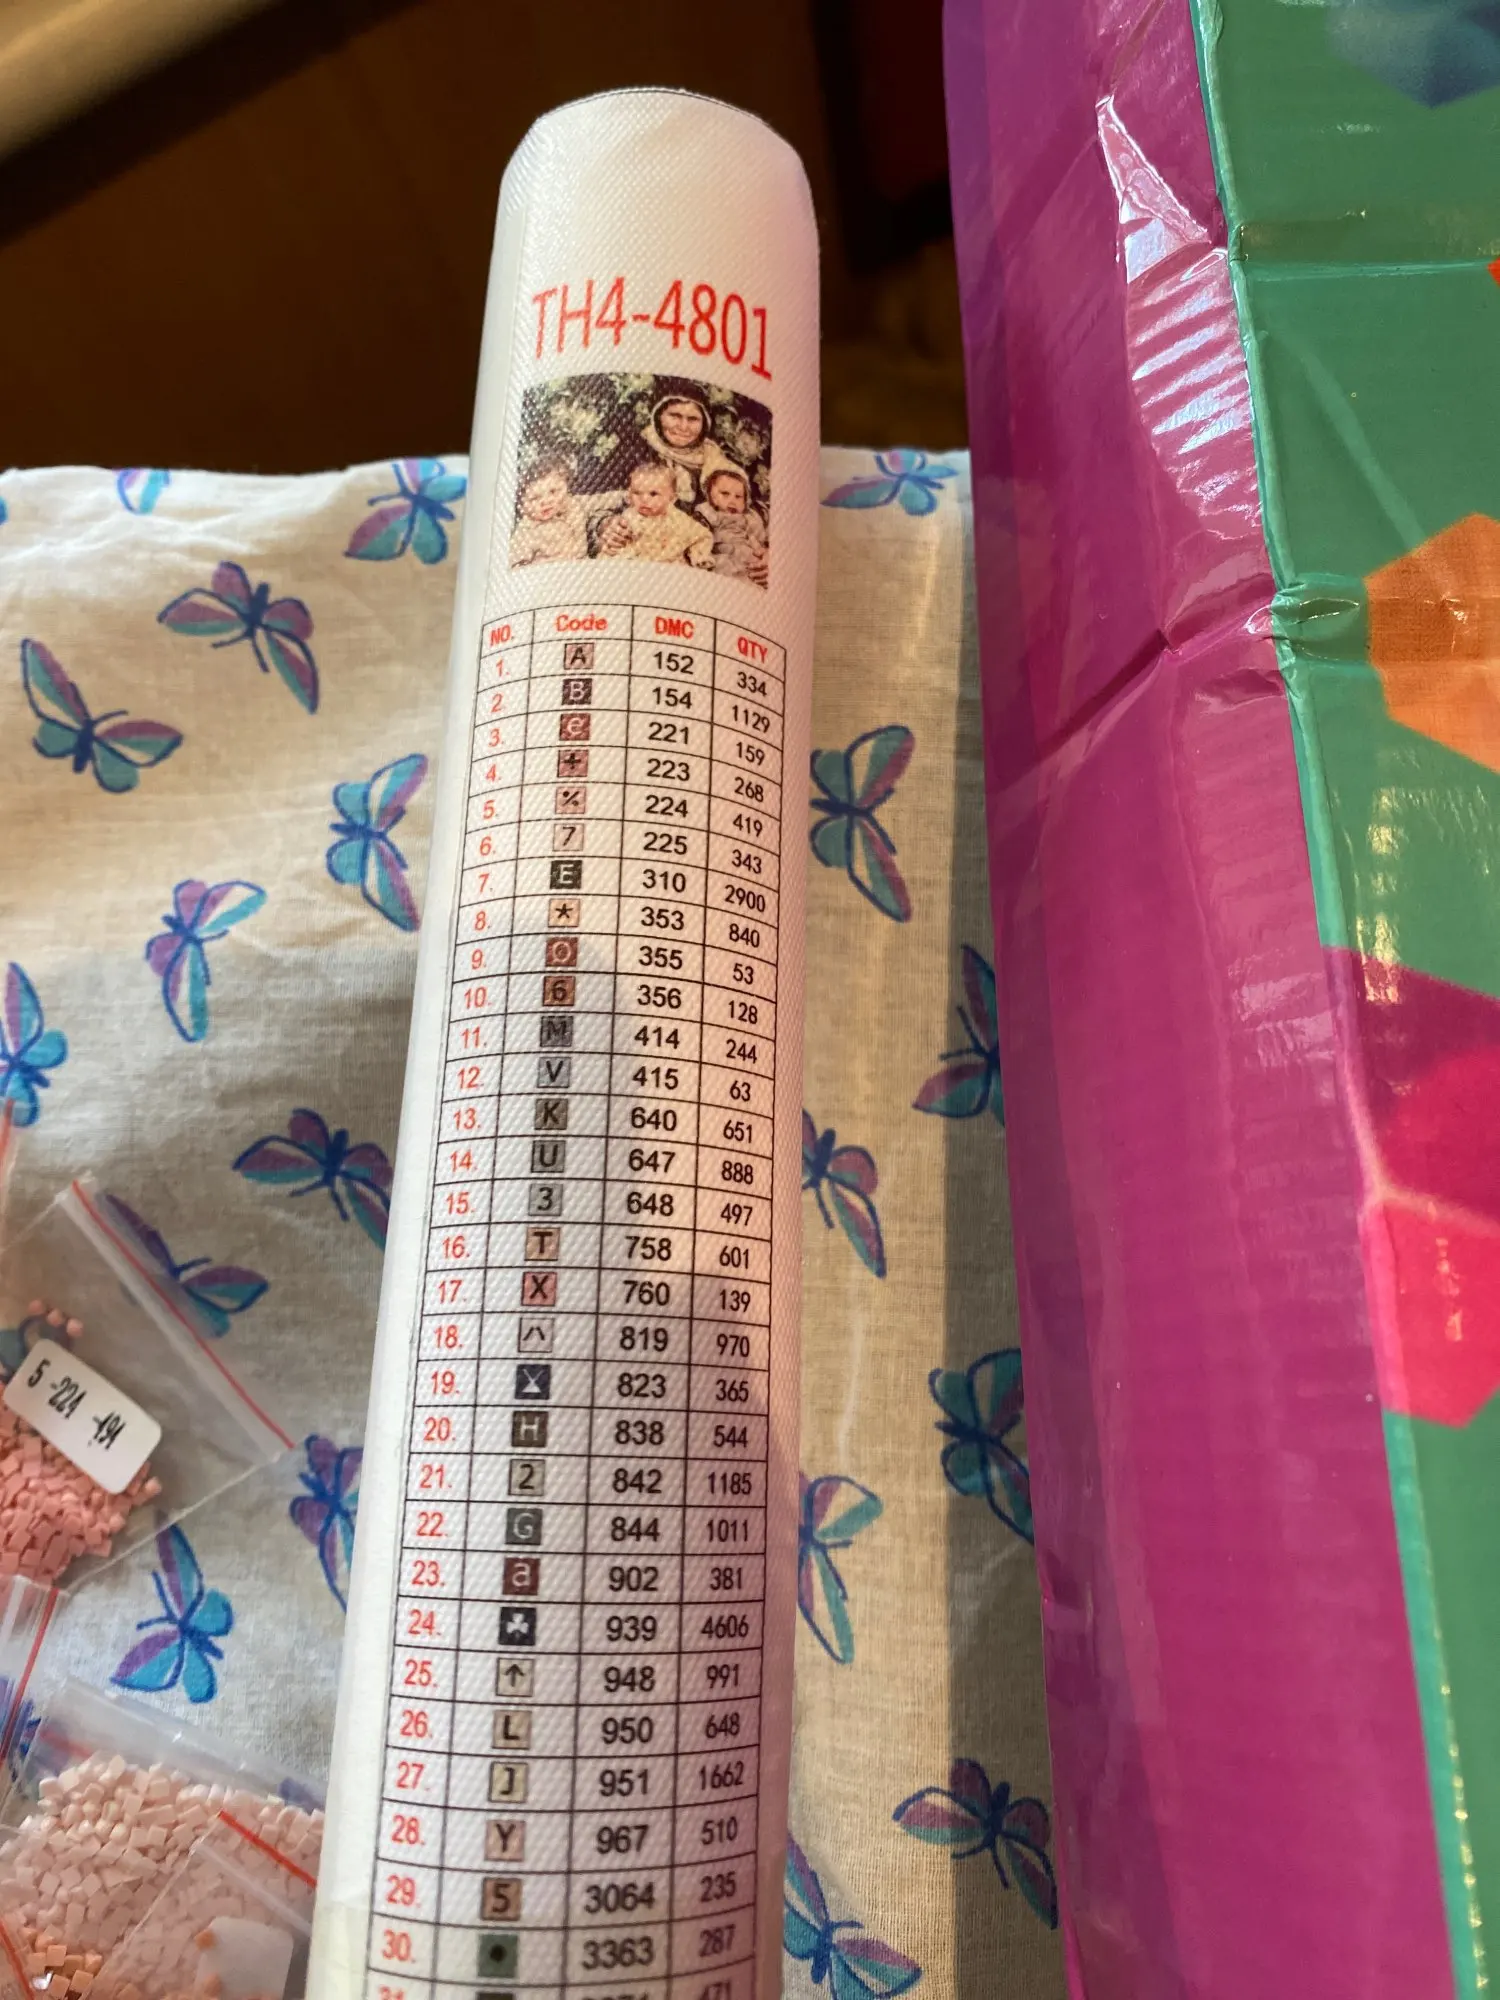 TH4-4801
NO. Code DMC QTY
1. A 152 334
2. B 154 1129
3. e 221 159
4. + 223 268
5. % 224 419
6. 7 225 343
7. E 310 2900
8. * 353 840
9. O 355 53
10. 6 356 128
11. M 414 244
12. V 415 63
13. K 640 651
14. U 647 888
15. 3 648 497
16. T 758 601
17. X 760 139
18. ハ 819 970
19. 823 365
20. H 838 544
21. 2 842 1185
22. G 844 1011
23. a 902 381
24. ♣ 939 4606
25. ↑ 948 991
26. L 950 648
27. J 951 1662
28. Y 967 510
29. 5 3064 235
30. ● 3363 287
5 -224 -491